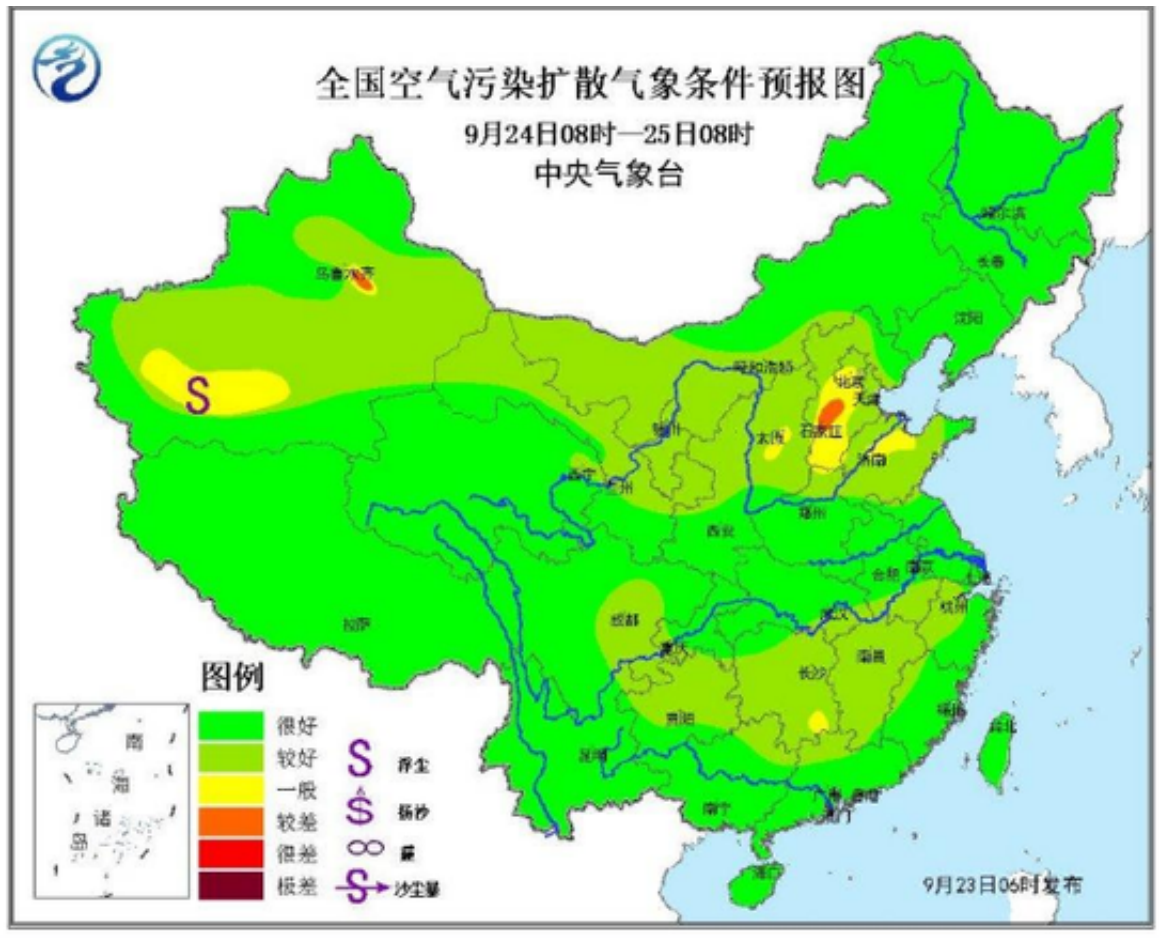 全国空气污染扩散气象条件预报图
9月24日08时—25日08时
中央气象台
哈尔滨
长春
乌鲁木齐
沈阳
呼和浩特
北京
天津
银川
太原
石家庄
济南
西宁
兰州
郑州
西安
合肥
南京
上海
杭州
成都
武汉
拉萨
重庆
南昌
长沙
贵阳
福州
台北
昆明
南宁
广州
香港
澳门
海口
图例
很好
较好
一般
较差
很差
极差
浮尘
扬沙
霾
沙尘暴
南
海
诸
岛
9月23日06时发布